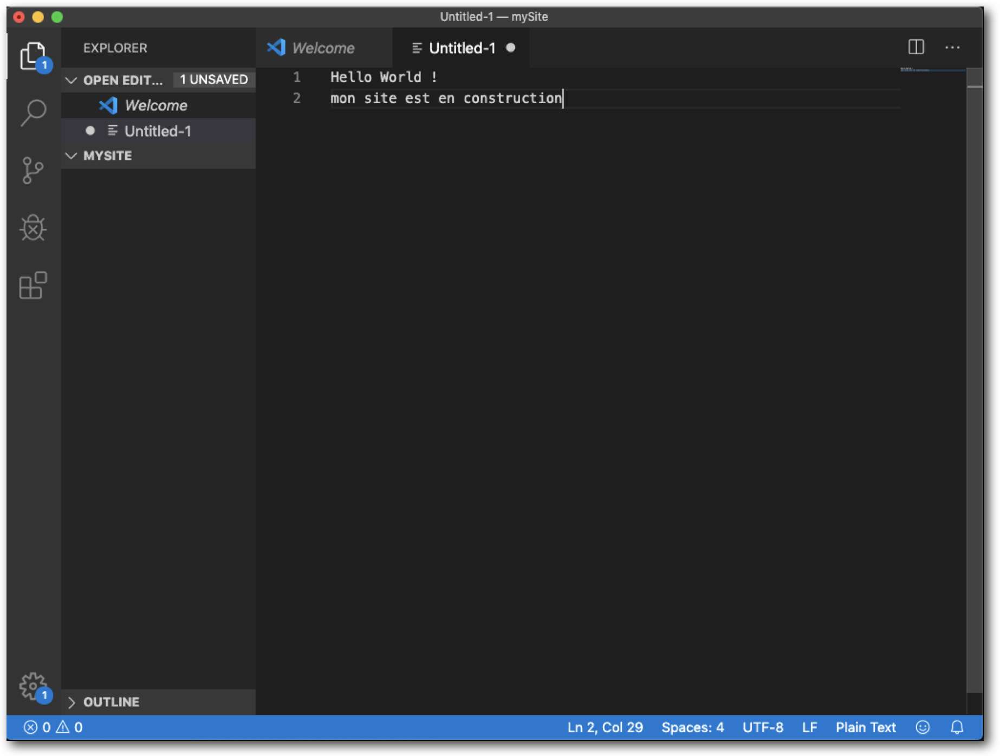 Untitled-1 — mySite
EXPLORER
Welcome
Untitled-1
1
OPEN EDIT... 1 UNSAVED
Welcome
Untitled-1
MYSITE
1 Hello World !
2 mon site est en construction
1
OUTLINE
0 0 Ln 2, Col 29 Spaces: 4 UTF-8 LF Plain Text